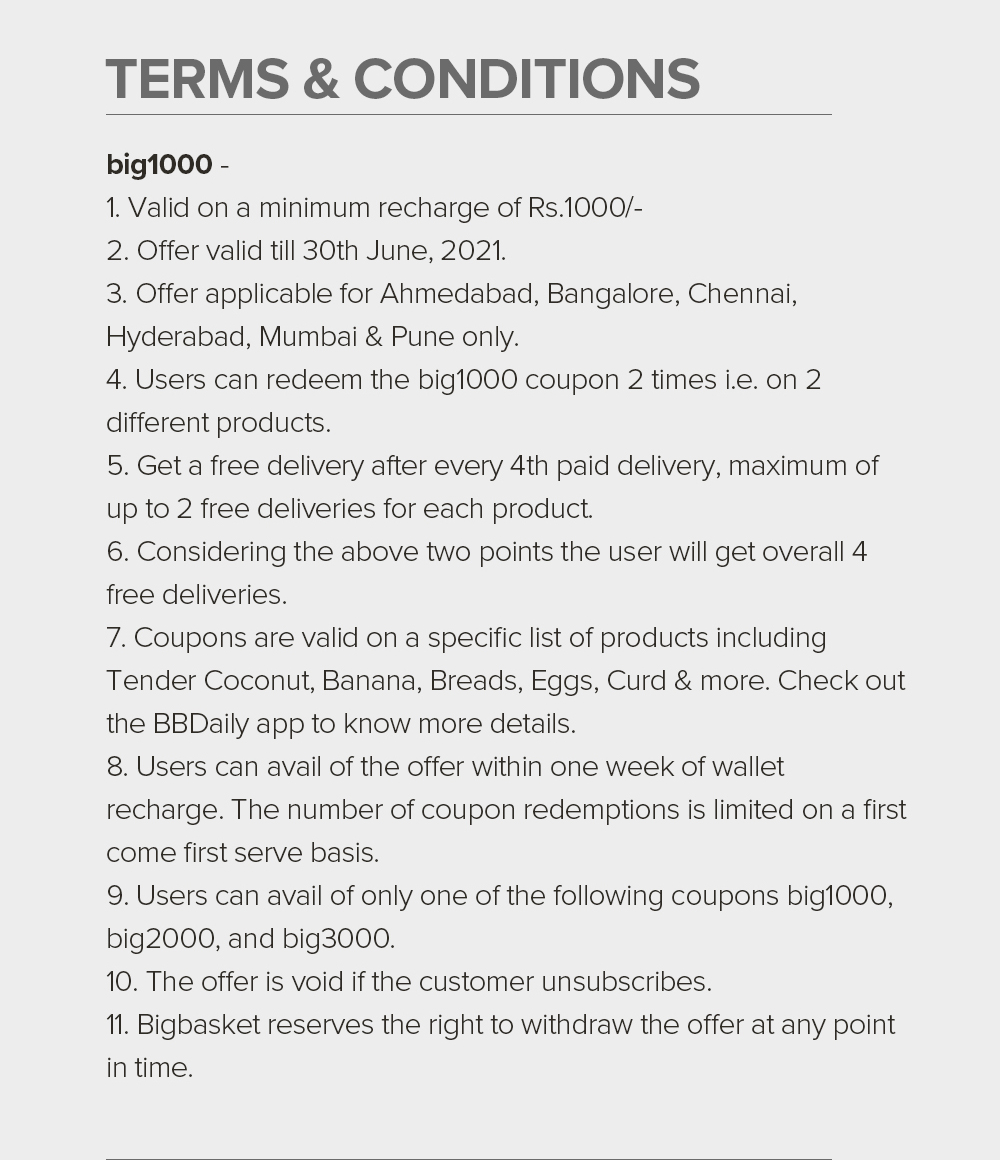 TERMS & CONDITIONS
big1000 -
1. Valid on a minimum recharge of Rs.1000/-
2. Offer valid till 30th June, 2021.
3. Offer applicable for Ahmedabad, Bangalore, Chennai,
Hyderabad, Mumbai & Pune only.
4. Users can redeem the big1000 coupon 2 times i.e. on 2
different products.
5. Get a free delivery after every 4th paid delivery, maximum of
up to 2 free deliveries for each product.
6. Considering the above two points the user will get overall 4
free deliveries.
7. Coupons are valid on a specific list of products including
Tender Coconut, Banana, Breads, Eggs, Curd & more. Check out
the BBDaily app to know more details.
8. Users can avail of the offer within one week of wallet
recharge. The number of coupon redemptions is limited on a first
come first serve basis.
9. Users can avail of only one of the following coupons big1000,
big2000, and big3000.
10. The offer is void if the customer unsubscribes.
11. Bigbasket reserves the right to withdraw the offer at any point
in time.